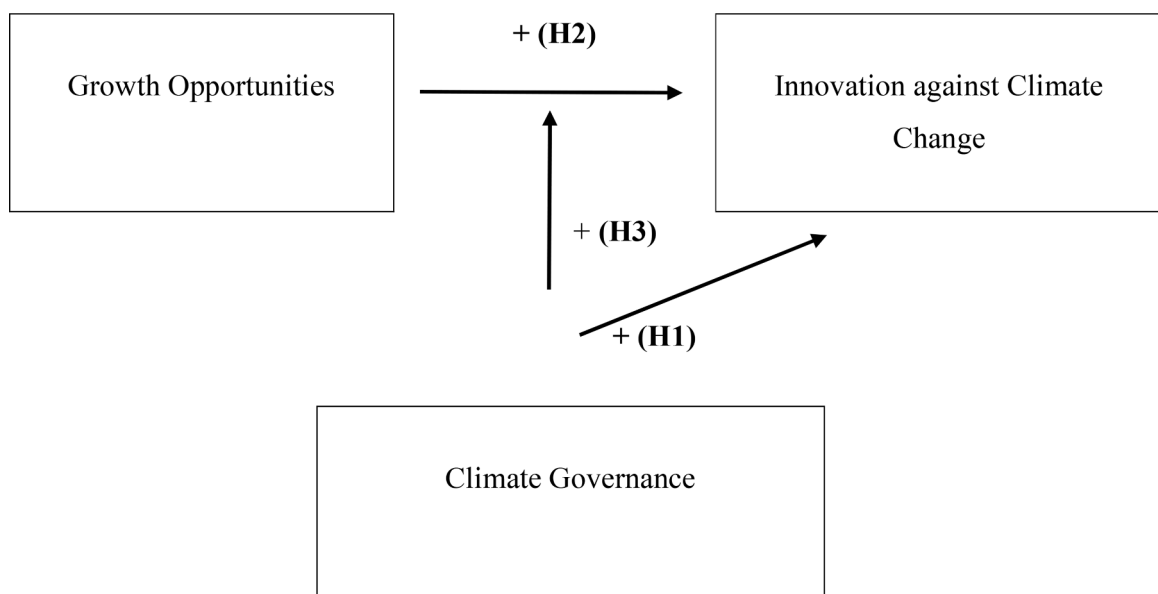 + (H2)
Growth Opportunities
Innovation against Climate
Change
+ (H3)
+ (H1)
Climate Governance